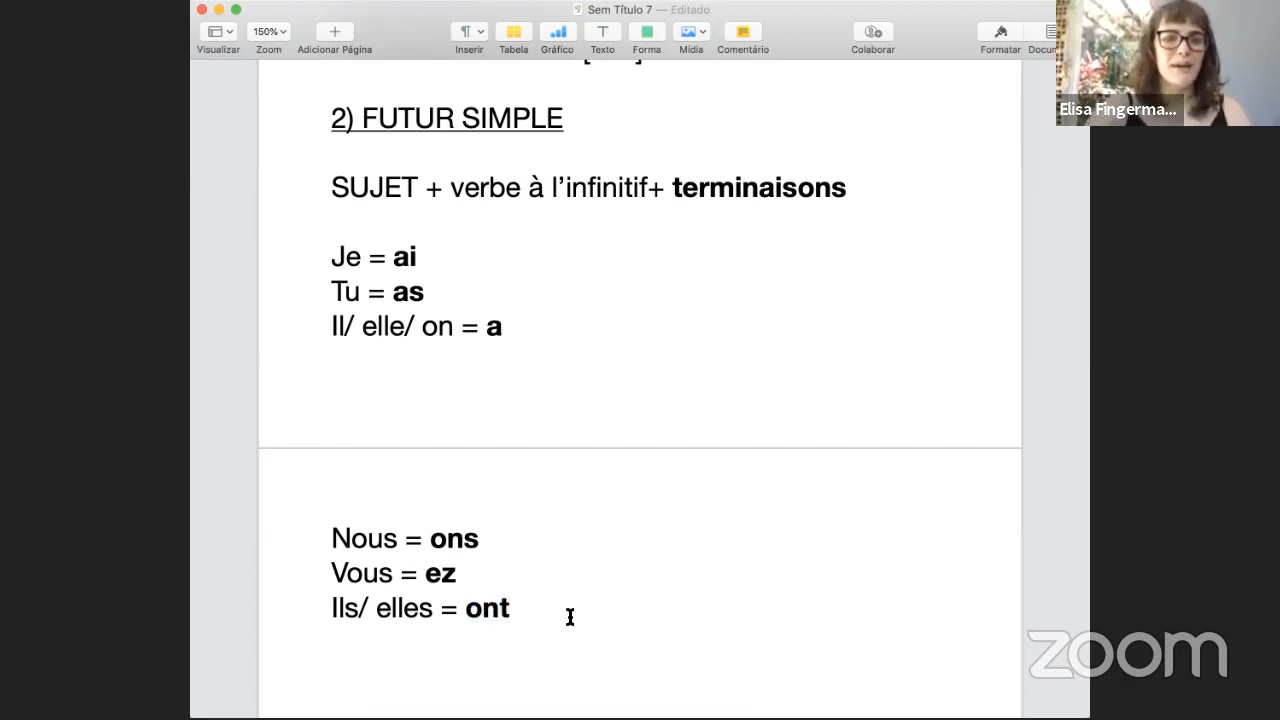 Sem Título 7 — Editado
150%
Visualizar Zoom Adicionar Página Inserir Tabela Gráfico Texto Forma Mídia Comentário Colaborar Formatar
Elisa Fingerma...
2) FUTUR SIMPLE
SUJET + verbe à l’infinitif+ terminaisons
Je = ai
Tu = as
Il/ elle/ on = a
Nous = ons
Vous = ez
Ils/ elles = ont
zoom